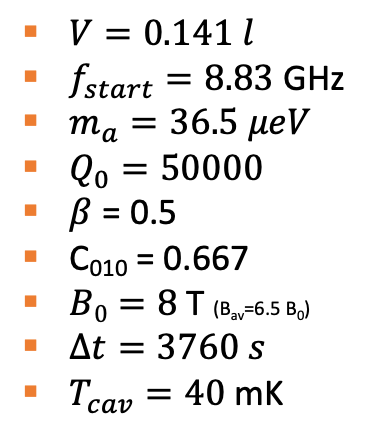 V = 0.141 l
f_start = 8.83 GHz
m_a = 36.5 μeV
Q_0 = 50000
β = 0.5
C_010 = 0.667
B_0 = 8 T (B_av=6.5 B_0)
Δt = 3760 s
T_cav = 40 mK